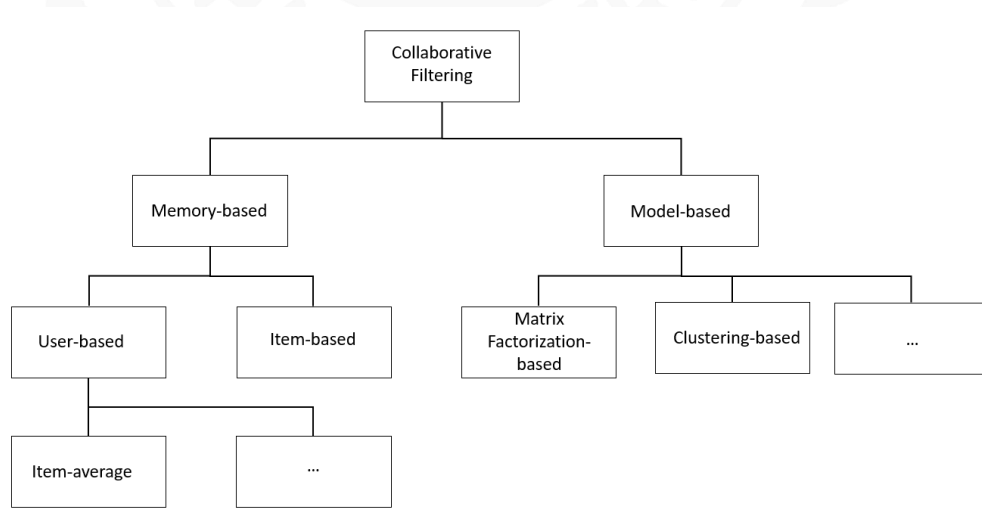 Collaborative
Filtering
Memory-based
Model-based
User-based
Item-based
Matrix
Factorization-
based
Clustering-based
...
Item-average
...